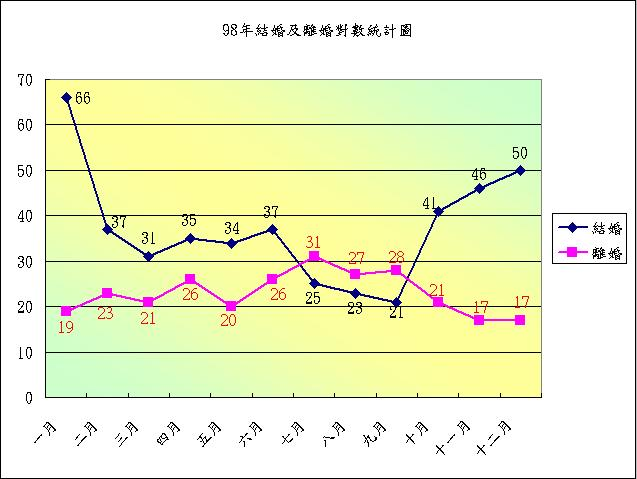 98年結婚及離婚對數統計圖
70
60
50
40
30
20
10
0
66
37
31
35
34
37
25
23
21
41
46
50
19
23
21
26
20
26
31
27
28
21
17
17
一月
二月
三月
四月
五月
六月
七月
八月
九月
十月
十一月
十二月
結婚
離婚